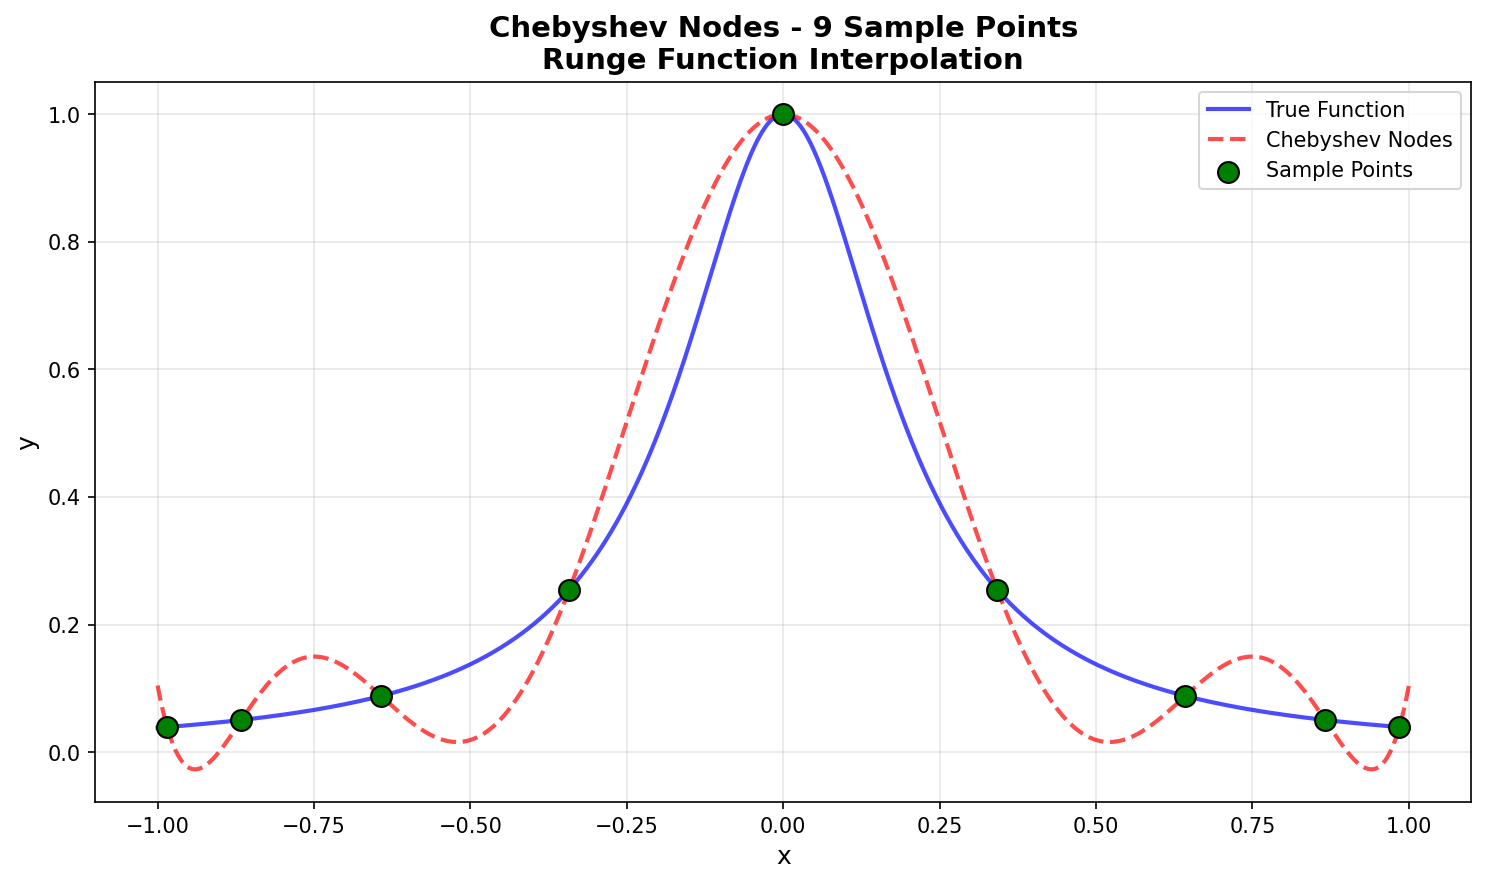 Chebyshev Nodes - 9 Sample Points
Runge Function Interpolation
True Function
Chebyshev Nodes
Sample Points
y
1.0
0.8
0.6
0.4
0.2
0.0
−1.00 −0.75 −0.50 −0.25 0.00 0.25 0.50 0.75 1.00
x